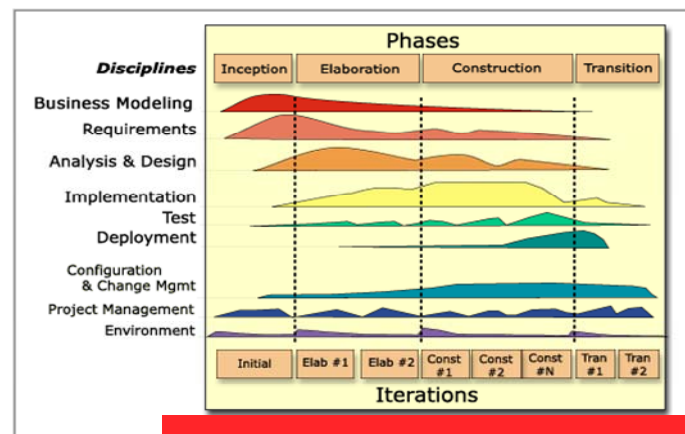 Phases
Disciplines Inception Elaboration Construction Transition
Business Modeling
Requirements
Analysis & Design
Implementation
Test
Deployment
Configuration
& Change Mgmt
Project Management
Environment
Initial Elab #1 Elab #2 Const #1 Const #2 Const #N Tran #1 Tran #2
Iterations